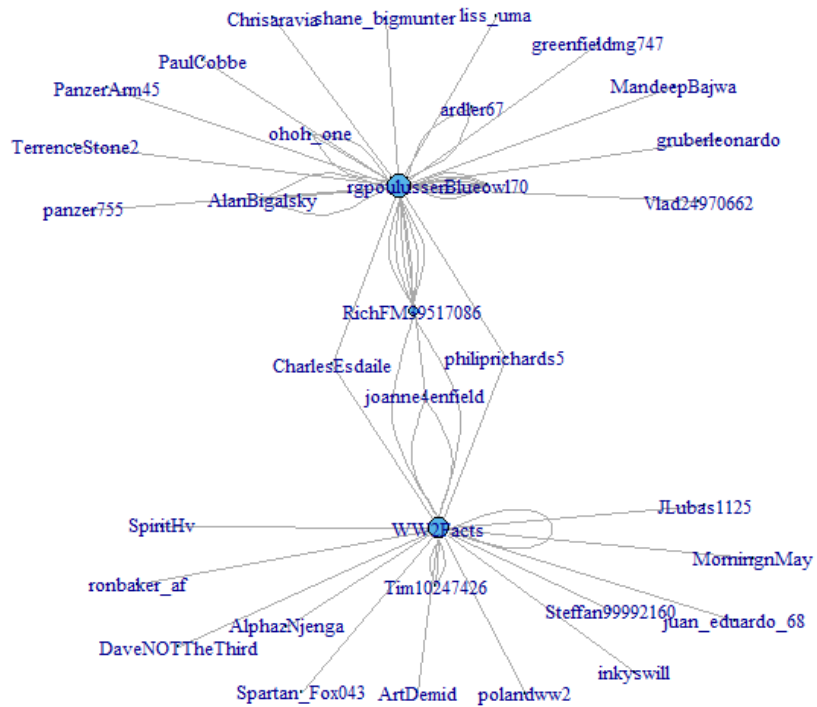 Chrisaravia
shane_bigmunter
liss_uma
greenfieldmg747
PaulCobbe
PanzerArm45
MandeepBajwa
ardler67
ohoh_one
TerrenceStone2
gruberleonardo
rgpoulussenBlueowl70
AlanBigalsky
panzer755
Vlad24970662
RichFM99517086
philiprichards5
CharlesEsdaile
joanne4enfield
JLubas1125
SpiritHv
WW2Facts
MorningnMay
ronbaker_af
Tim10247426
Steffan99992160
juan_eduardo_68
AlphazNjenga
DaveNOTTheThird
inkyswill
Spartan_Fox043
ArtDemid
polandww2